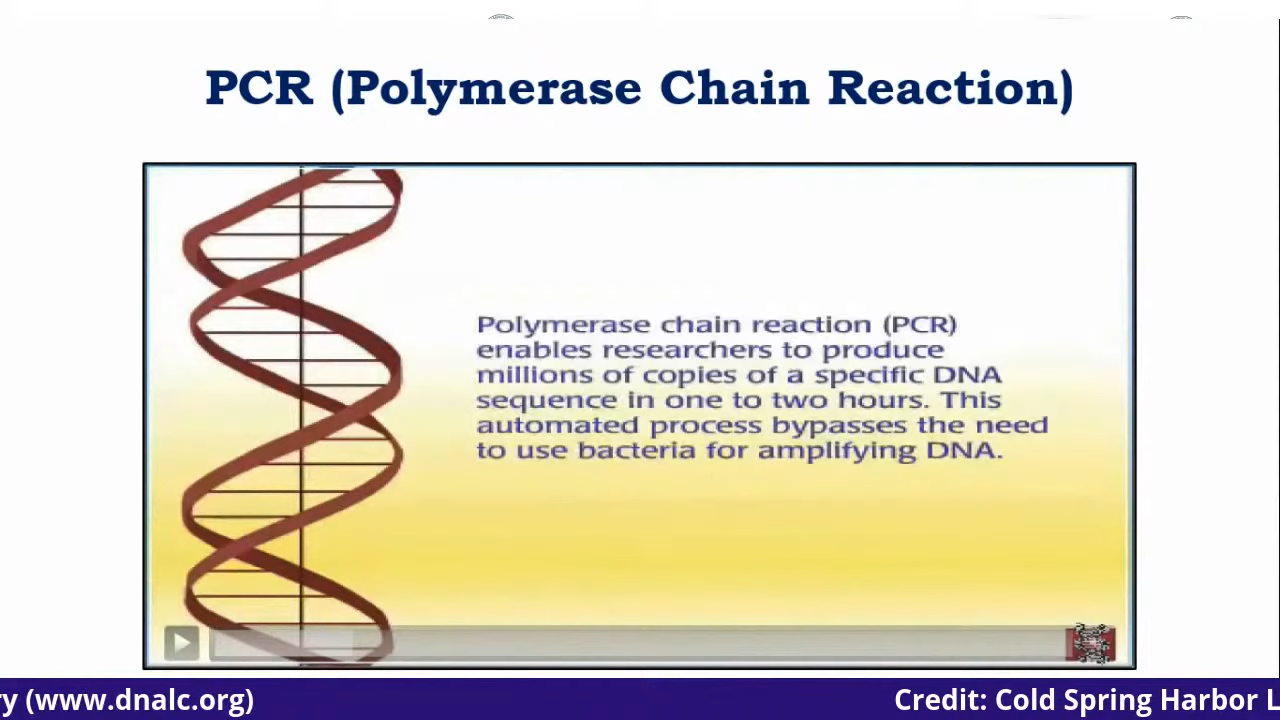 PCR (Polymerase Chain Reaction)
Polymerase chain reaction (PCR)
enables researchers to produce
millions of copies of a specific DNA
sequence in one to two hours. This
automated process bypasses the need
to use bacteria for amplifying DNA.
ry (www.dnalc.org)
Credit: Cold Spring Harbor L